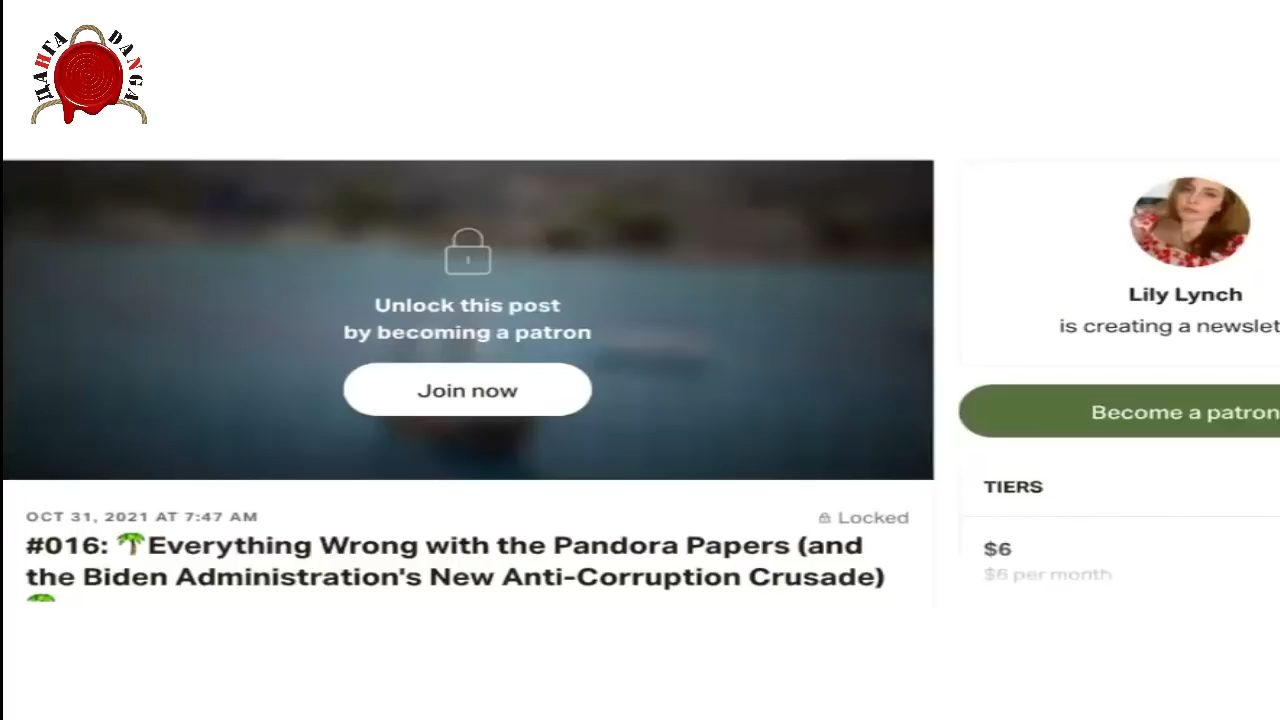 ПАНГА DANGA
Unlock this post
by becoming a patron
Join now
OCT 31, 2021 AT 7:47 AM
Locked
#016: 🌴Everything Wrong with the Pandora Papers (and
the Biden Administration's New Anti-Corruption Crusade)
Lily Lynch
is creating a newslet
Become a patron
TIERS
$6
$6 per month